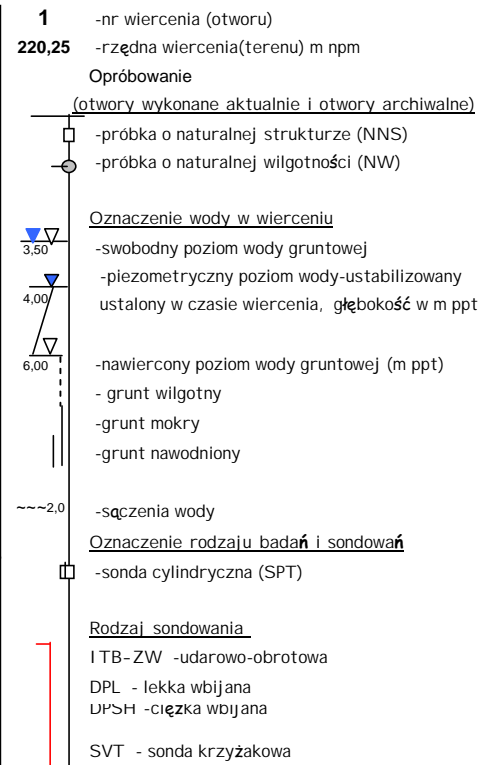 1 -nr wiercenia (otworu)
220,25 -rzędna wiercenia(terenu) m npm
Opróbowanie
(otwory wykonane aktualnie i otwory archiwalne)
-próbka o naturalnej strukturze (NNS)
-próbka o naturalnej wilgotności (NW)
Oznaczenie wody w wierceniu
3,50 -swobodny poziom wody gruntowej
-piezometryczny poziom wody-ustabilizowany
4,00 ustalony w czasie wiercenia, głębokość w m ppt
6,00 -nawiercony poziom wody gruntowej (m ppt)
- grunt wilgotny
-grunt mokry
-grunt nawodniony
~~~2,0 -sączenia wody
Oznaczenie rodzaju badań i sondowań
-sonda cylindryczna (SPT)
Rodzaj sondowania
ITB-ZW -udarowo-obrotowa
DPL - lekka wbijana
DPSH -ciężka wbijana
SVT - sonda krzyżakowa